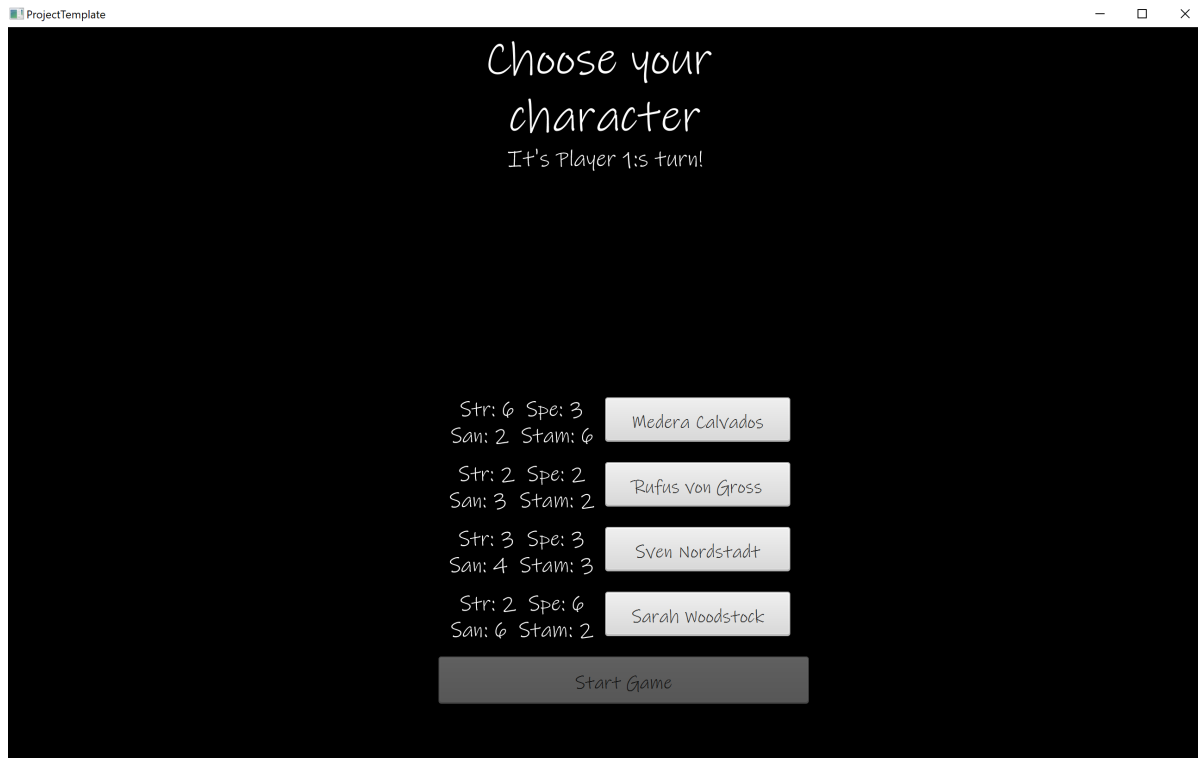 ProjectTemplate
Choose your
character
It's Player 1:s turn!
Str: 6 Spe: 3
San: 2 Stam: 6
Medera Calvados
Str: 2 Spe: 2
San: 3 Stam: 2
Rufus von Gross
Str: 3 Spe: 3
San: 4 Stam: 3
Sven Nordstadt
Str: 2 Spe: 6
San: 6 Stam: 2
Sarah Woodstock
Start Game